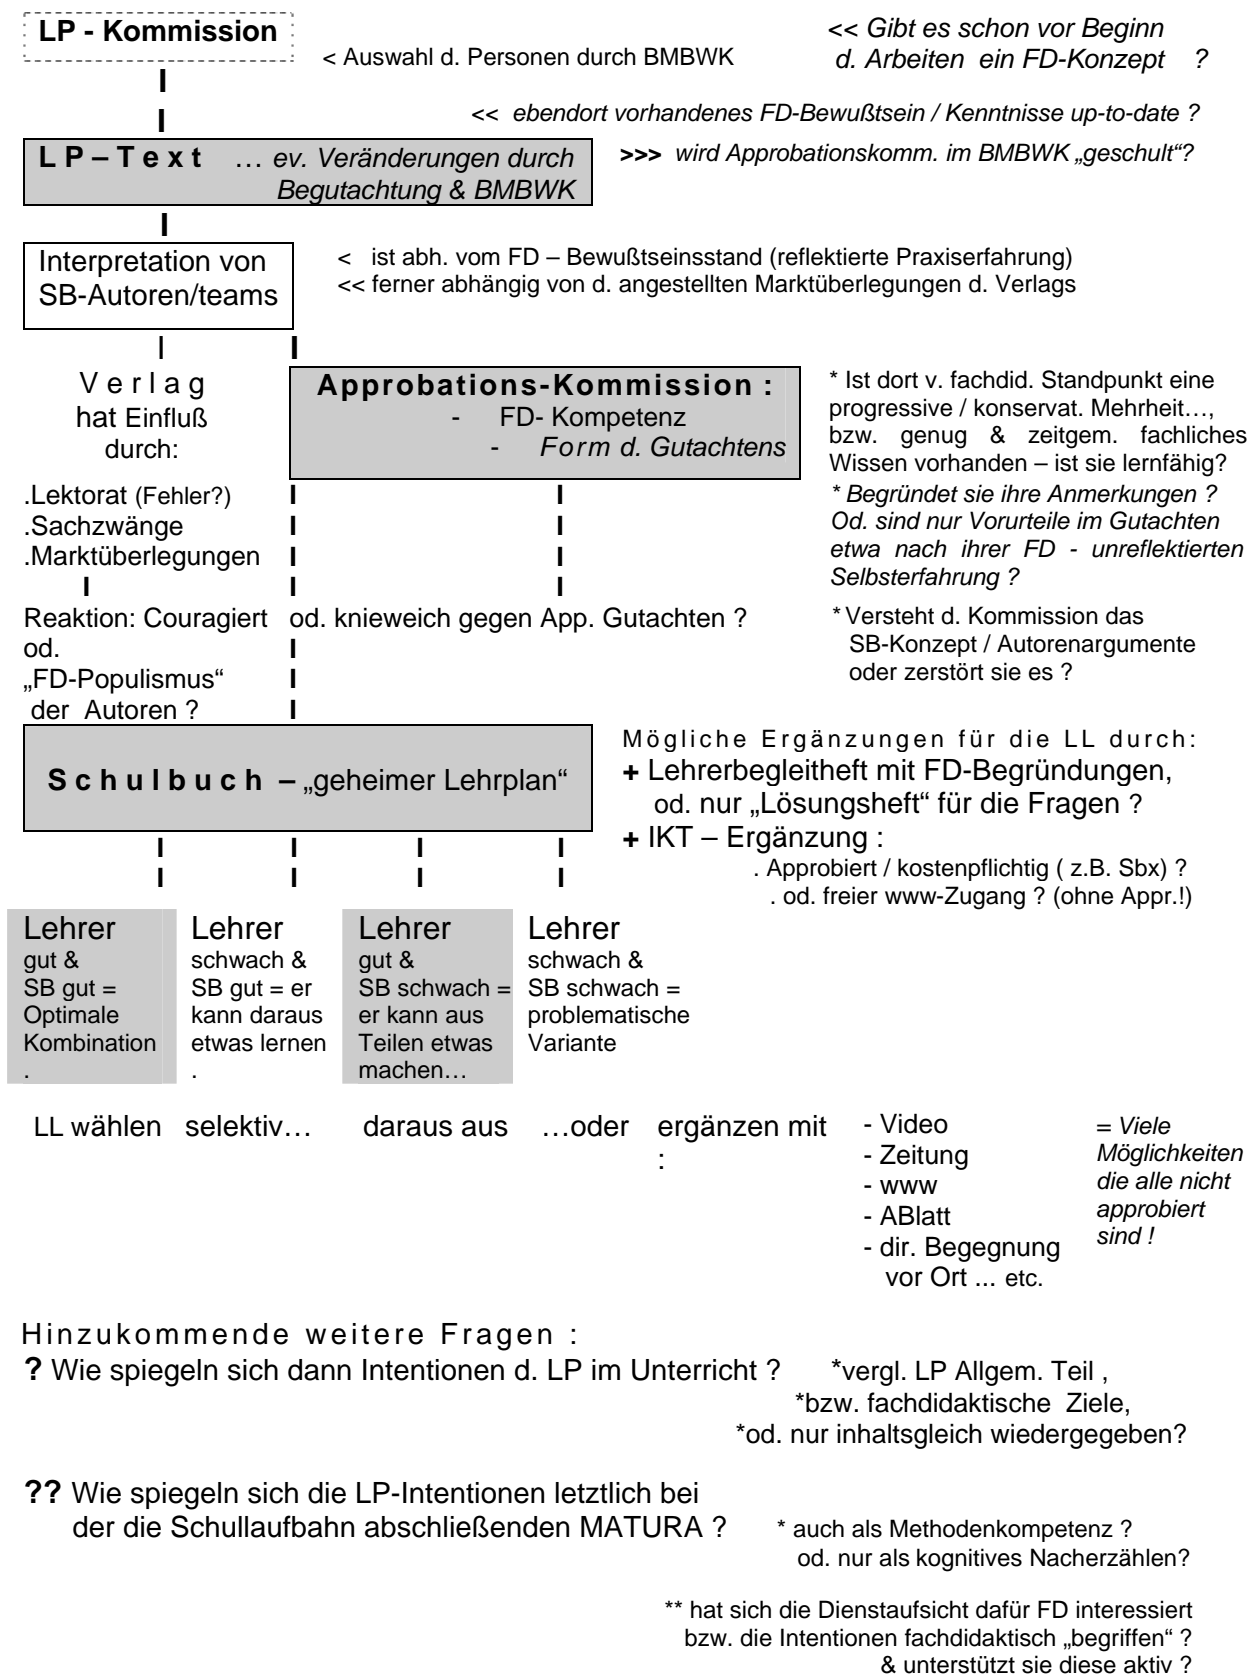 LP - Kommission
<< Gibt es schon vor Beginn
d. Arbeiten ein FD-Konzept ?
< Auswahl d. Personen durch BMBWK
<< ebendort vorhandenes FD-Bewußtsein / Kenntnisse up-to-date ?
L P – T e x t … ev. Veränderungen durch
Begutachtung & BMBWK
>>> wird Approbationskomm. im BMBWK „geschult“?
Interpretation von
SB-Autoren/teams
< ist abh. vom FD – Bewußtseinsstand (reflektierte Praxiserfahrung)
<< ferner abhängig von d. angestellten Marktüberlegungen d. Verlags
V e r l a g
hat Einfluß
durch:
.Lektorat (Fehler?)
.Sachzwänge
.Marktüberlegungen
Approbations-Kommission :
- FD- Kompetenz
- Form d. Gutachtens
* Ist dort v. fachdid. Standpunkt eine
progressive / konservat. Mehrheit…,
bzw. genug & zeitgem. fachliches
Wissen vorhanden – ist sie lernfähig?
* Begründet sie ihre Anmerkungen ?
Od. sind nur Vorurteile im Gutachten
etwa nach ihrer FD - unreflektierten
Selbsterfahrung ?
Reaktion: Couragiert od. knieweich gegen App. Gutachten ?
od.
„FD-Populismus“
der Autoren ?
* Versteht d. Kommission das
SB-Konzept / Autorenargumente
oder zerstört sie es ?
S c h u l b u c h – „geheimer Lehrplan“
Mögliche Ergänzungen für die LL durch:
+ Lehrerbegleitheft mit FD-Begründungen,
od. nur „Lösungsheft“ für die Fragen ?
+ IKT – Ergänzung :
. Approbiert / kostenpflichtig ( z.B. Sbx) ?
. od. freier www-Zugang ? (ohne Appr.!)
Lehrer
gut &
SB gut =
Optimale
Kombination
.
Lehrer
schwach &
SB gut = er
kann daraus
etwas lernen
.
Lehrer
gut &
SB schwach =
er kann aus
Teilen etwas
machen…
Lehrer
schwach &
SB schwach =
problematische
Variante
LL wählen selektiv… daraus aus …oder ergänzen mit
:
- Video
- Zeitung
- www
- ABlatt
- dir. Begegnung
vor Ort ... etc.
= Viele
Möglichkeiten
die alle nicht
approbiert
sind !
Hinzukommende weitere Fragen :
? Wie spiegeln sich dann Intentionen d. LP im Unterricht ? *vergl. LP Allgem. Teil ,
*bzw. fachdidaktische Ziele,
*od. nur inhaltsgleich wiedergegeben?
?? Wie spiegeln sich die LP-Intentionen letztlich bei
der die Schullaufbahn abschließenden MATURA ? * auch als Methodenkompetenz ?
od. nur als kognitives Nacherzählen?
** hat sich die Dienstaufsicht dafür FD interessiert
bzw. die Intentionen fachdidaktisch „begriffen“ ?
& unterstützt sie diese aktiv ?